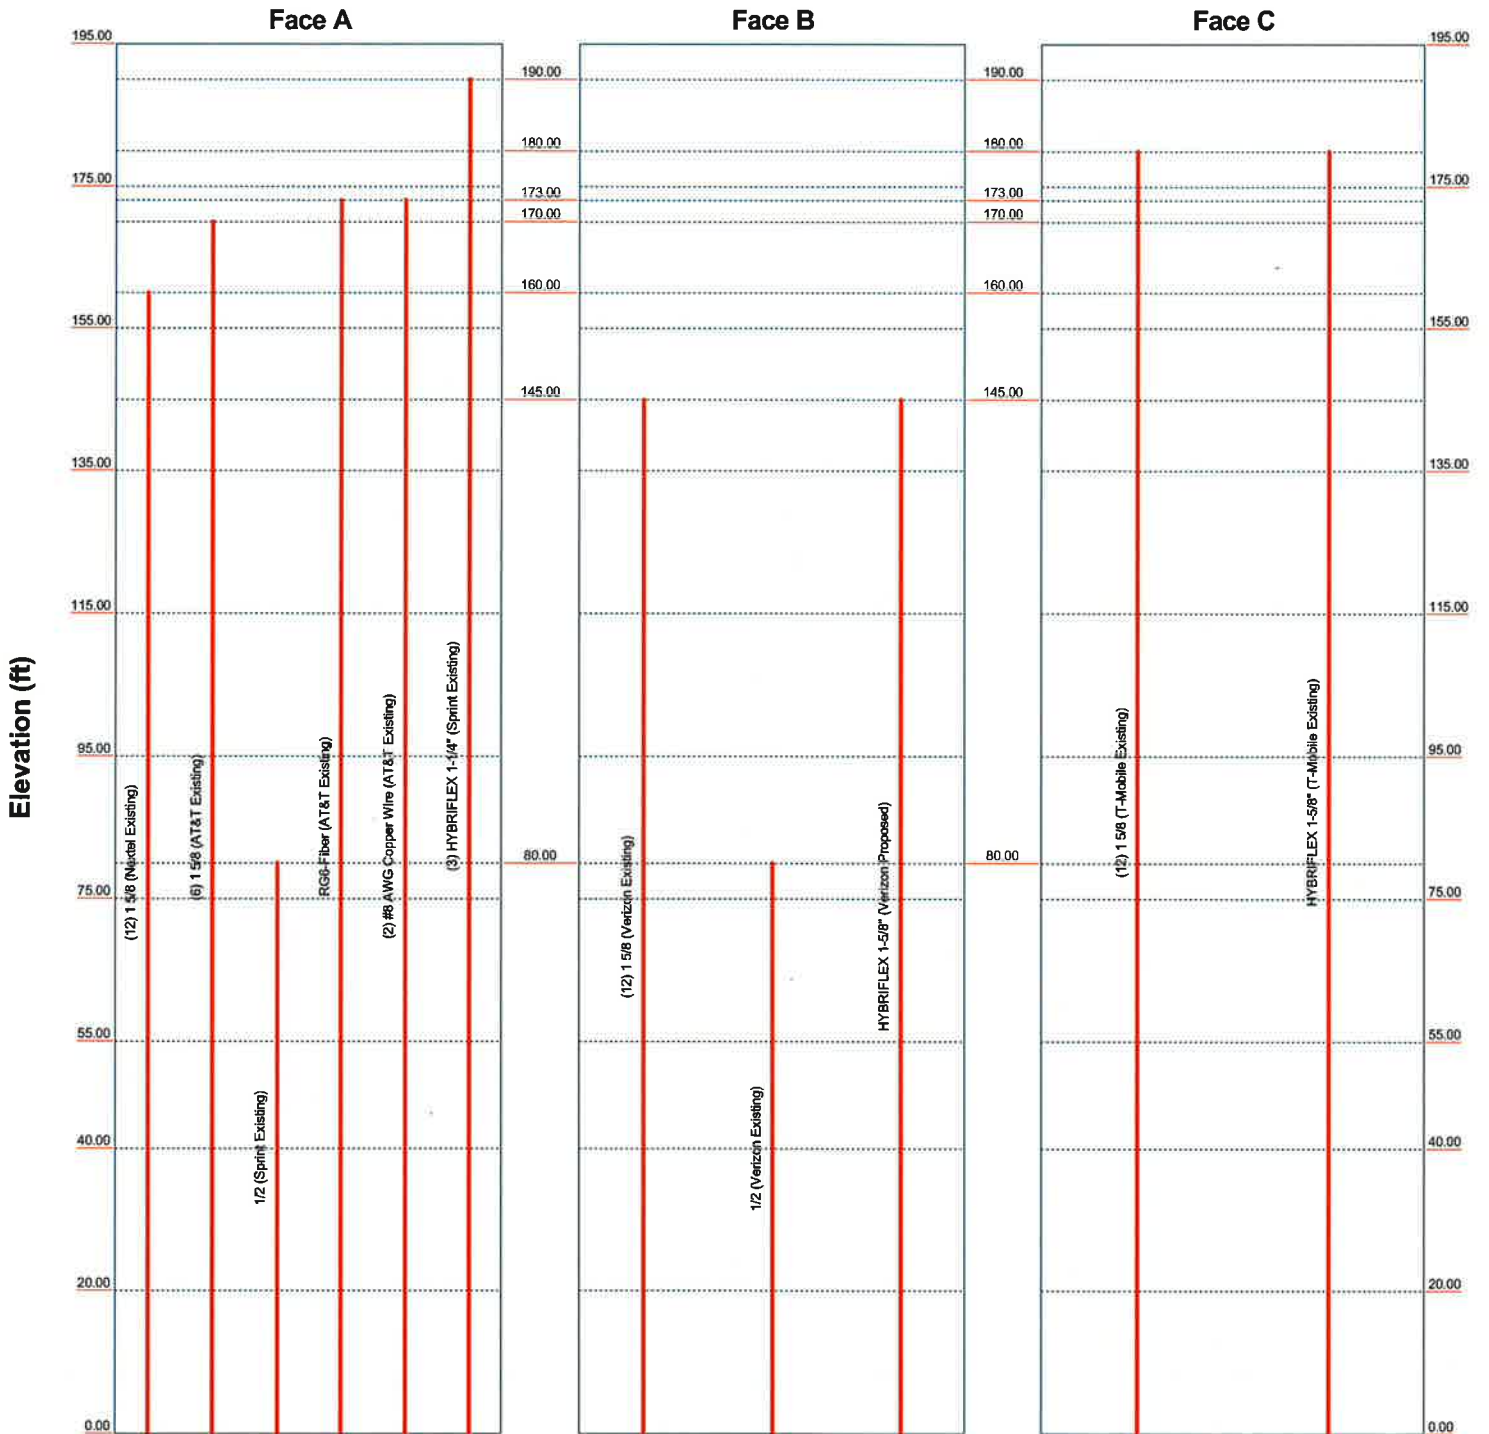 Face A
Face B
Face C
Elevation (ft)
195.00
175.00
155.00
135.00
115.00
95.00
75.00
55.00
40.00
20.00
0.00
(12) 1 5/8 (Nextel Existing)
(6) 1 5/8 (AT&T Existing)
1/2 (Sprint Existing)
RG6-Fiber (AT&T Existing)
(2) #8 AWG Copper Wire (AT&T Existing)
(3) HYBRIFLEX 1-1/4" (Sprint Existing)
190.00
180.00
173.00
170.00
160.00
145.00
80.00
(12) 1 5/8 (Verizon Existing)
1/2 (Verizon Existing)
HYBRIFLEX 1-5/8" (Verizon Proposed)
190.00
180.00
173.00
170.00
160.00
145.00
80.00
(12) 1 5/8 (T-Mobile Existing)
HYBRIFLEX 1-5/8" (T-Mobile Existing)
195.00
175.00
155.00
135.00
115.00
95.00
75.00
55.00
40.00
20.00
0.00